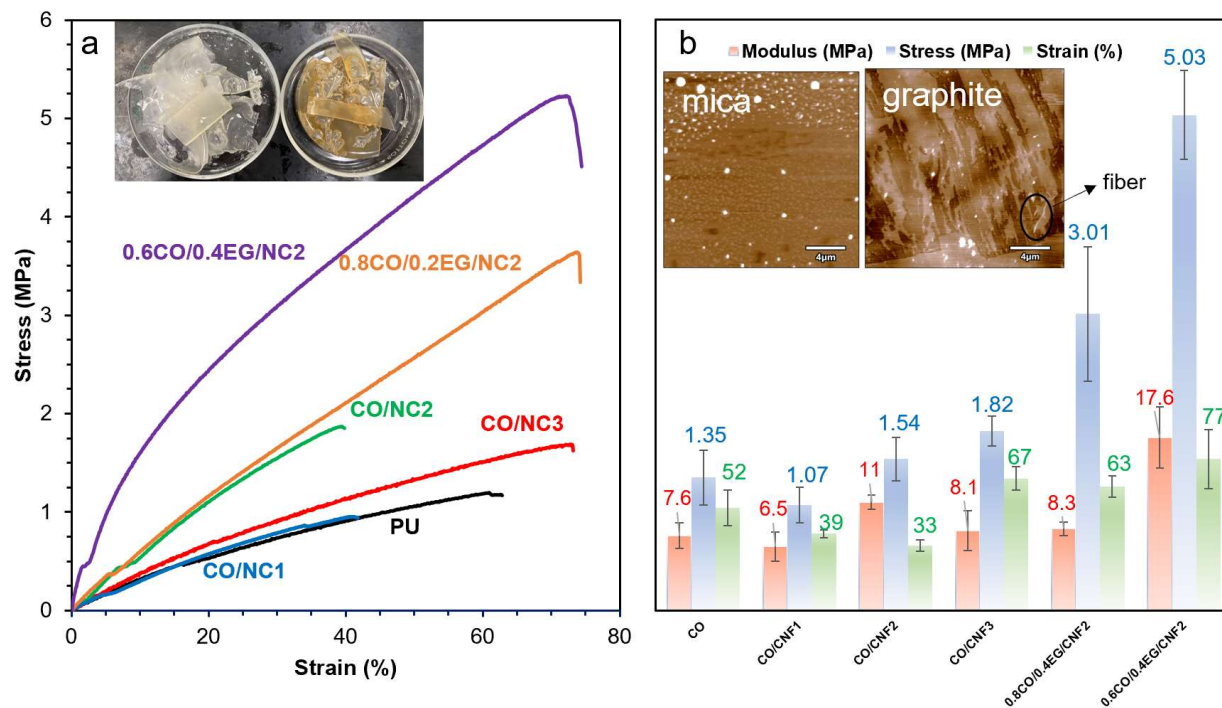 a
6
5
4
3
2
1
0
Stress (MPa)
0.6CO/0.4EG/NC2
0.8CO/0.2EG/NC2
CO/NC2
CO/NC3
PU
CO/NC1
0 20 40 60 80
Strain (%)
b
Modulus (MPa) Stress (MPa) Strain (%)
mica
4μm
graphite
4μm
fiber
7.6 1.35 52
6.5 1.07 39
11 1.54 33
8.1 1.82 67
8.3 3.01 63
17.6 5.03 77
CO
CO/CNF1
CO/CNF2
CO/CNF3
0.8CO/0.4EG/CNF2
0.6CO/0.4EG/CNF2